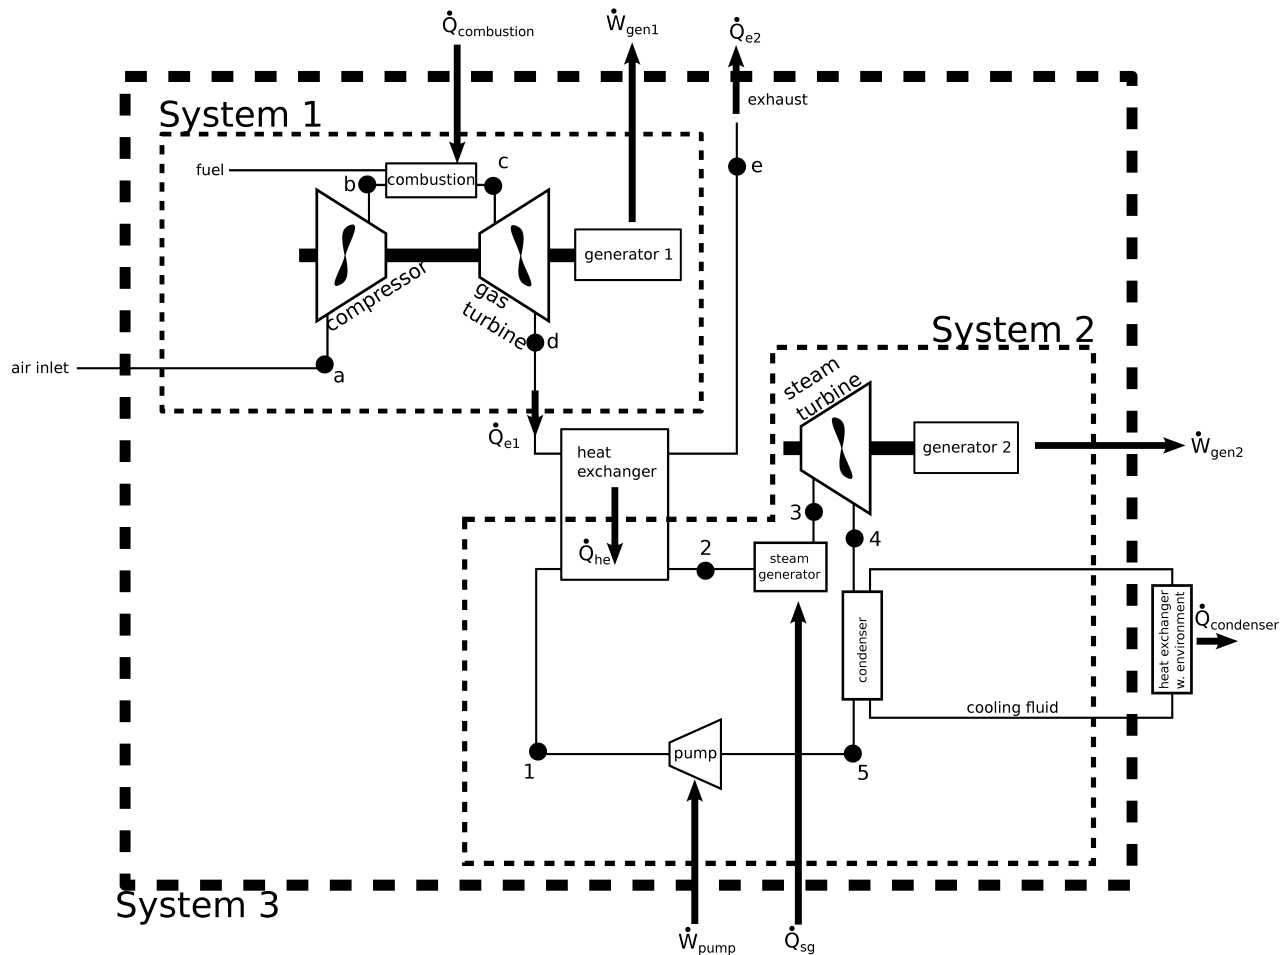 Q̇combustion
Ẇgen1
Q̇e2
exhaust
System 1
fuel
b
combustion
c
e
generator 1
compressor
gas
turbine
d
air inlet
a
System 2
steam
turbine
Q̇e1
heat
exchanger
generator 2
Ẇgen2
3
4
Q̇he
2
steam
generator
condenser
heat exchanger
w. environment
Q̇condenser
cooling fluid
pump
1
5
System 3
Ẇpump
Q̇sg